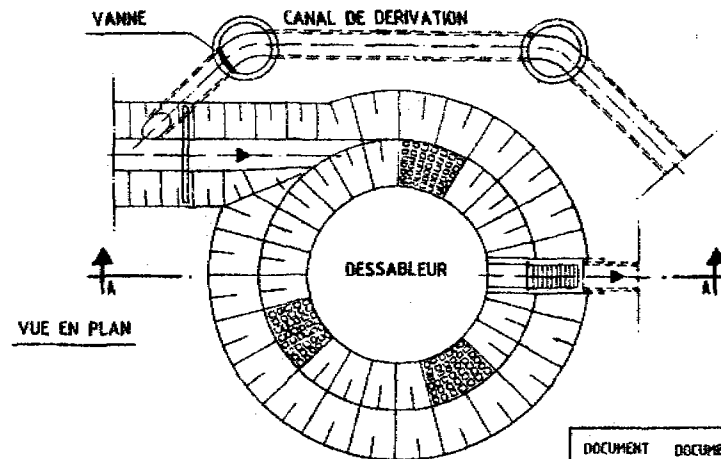 VANNE
CANAL DE DERIVATION
DESSABLEUR
A
A
VUE EN PLAN
DOCUMENT